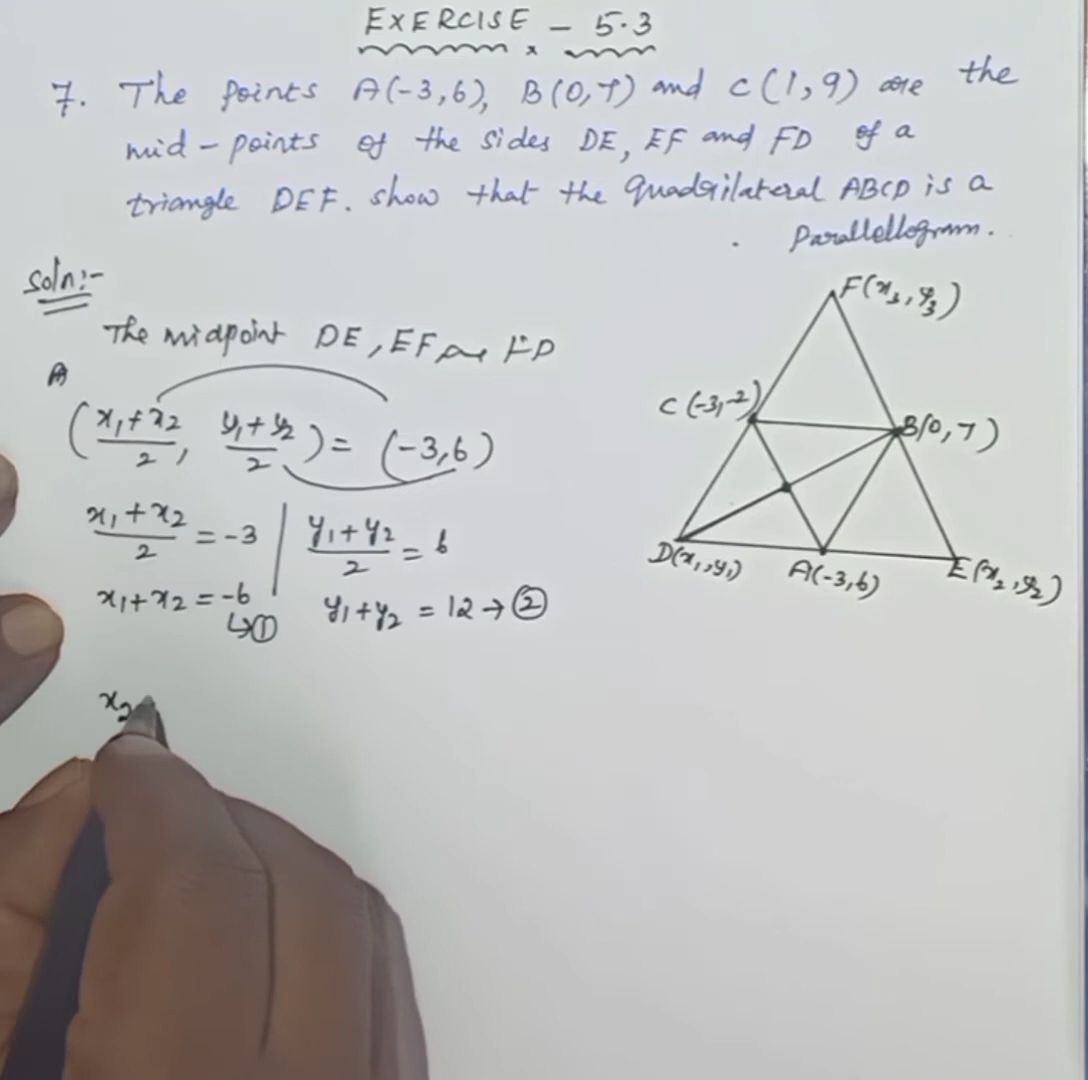 EXERCISE - 5.3
7. The points A(-3,6), B(0,7) and C(1,9) are the
mid-points of the sides DE, EF and FD of a
triangle DEF. show that the quadrilateral ABCD is a
Parallellogram.
Soln:-
The midpoint DE, EF FD
A
(x₁+x₂/2, y₁+y₂/2) = (-3,6)
x₁+x₂/2 = -3 | y₁+y₂/2 = 6
x₁+x₂ = -6 ↳① y₁+y₂ = 12 → ②
x₂
F(x₃, y₃)
C(-3,-2)
B(0,7)
D(x₁,y₁)
A(-3,6)
E(x₂,y₂)